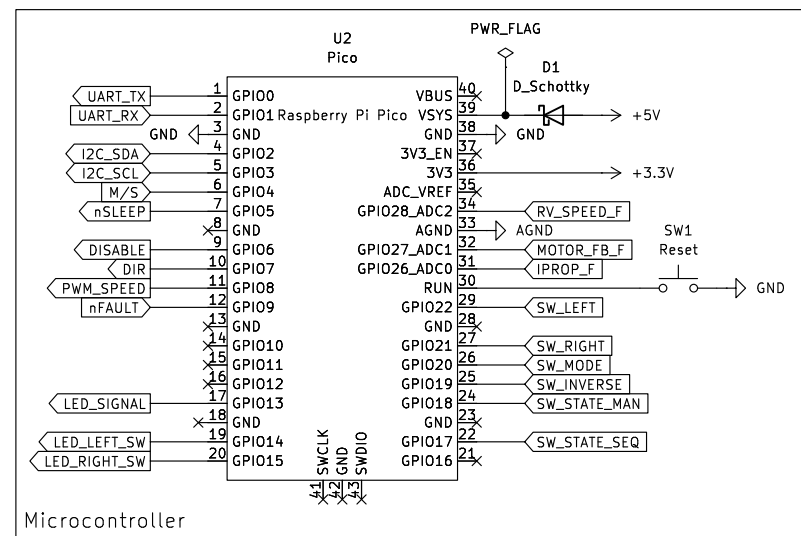 PWR_FLAG
U2
Pico
D1
D_Schottky
UART_TX 1 GPIO0 VBUS 40
UART_RX 2 GPIO1 Raspberry Pi Pico VSYS 39 +5V
GND 3 GND GND 38 GND
I2C_SDA 4 GPIO2 3V3_EN 37
I2C_SCL 5 GPIO3 3V3 36 +3.3V
M/S 6 GPIO4 ADC_VREF 35
nSLEEP 7 GPIO5 GPIO28_ADC2 34 RV_SPEED_F
8 GND AGND 33 AGND
SW1
Reset
DISABLE 9 GPIO6 GPIO27_ADC1 32 MOTOR_FB_F
DIR 10 GPIO7 GPIO26_ADC0 31 IPROP_F
PWM_SPEED 11 GPIO8 RUN 30 GND
nFAULT 12 GPIO9 GPIO22 29 SW_LEFT
13 GND GND 28
14 GPIO10 GPIO21 27 SW_RIGHT
15 GPIO11 GPIO20 26 SW_MODE
16 GPIO12 GPIO19 25 SW_INVERSE
LED_SIGNAL 17 GPIO13 GPIO18 24 SW_STATE_MAN
18 GND GND 23
LED_LEFT_SW 19 GPIO14 GPIO17 22 SW_STATE_SEQ
LED_RIGHT_SW 20 GPIO15 GPIO16 21
SWCLK GND SWDIO
41 42 43
Microcontroller